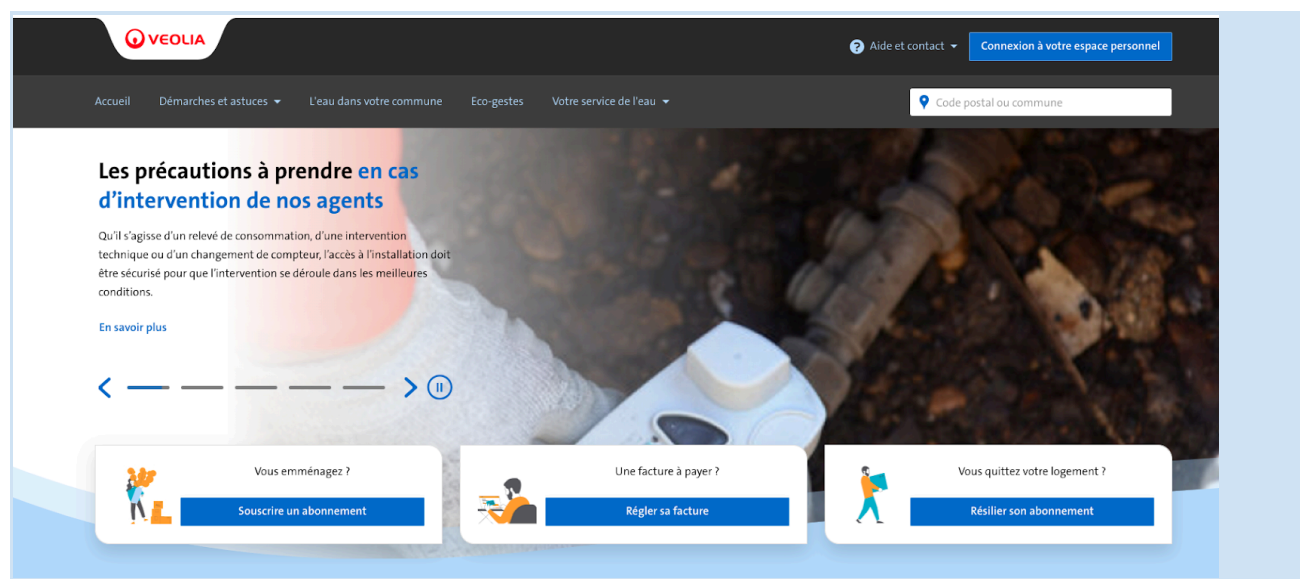 VEOLIA
Aide et contact
Connexion à votre espace personnel
Accueil
Démarches et astuces
L'eau dans votre commune
Eco-gestes
Votre service de l'eau
Code postal ou commune
Les précautions à prendre en cas
d'intervention de nos agents
Qu'il s'agisse d'un relevé de consommation, d'une intervention
technique ou d'un changement de compteur, l'accès à l'installation doit
être sécurisé pour que l'intervention se déroule dans les meilleures
conditions.
En savoir plus
Vous emménagez ?
Souscrire un abonnement
Une facture à payer ?
Régler sa facture
Vous quittez votre logement ?
Résilier son abonnement